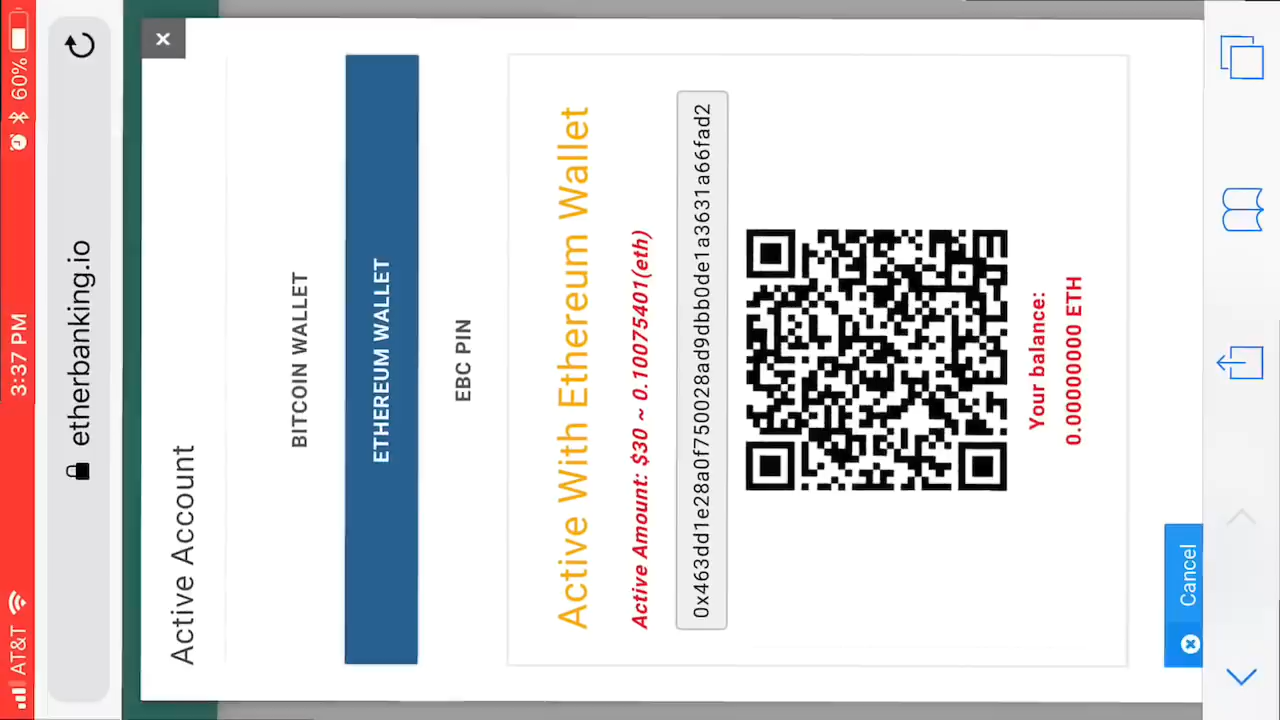 AT&T
3:37 PM
60%
etherbanking.io
Active Account
BITCOIN WALLET
ETHEREUM WALLET
EBC PIN
Active With Ethereum Wallet
Active Amount: $30 ~ 0.10075401(eth)
0x463dd1e28a0f750028ad9dbb0de1a3631a66fad2
Your balance:
0.00000000 ETH
Cancel